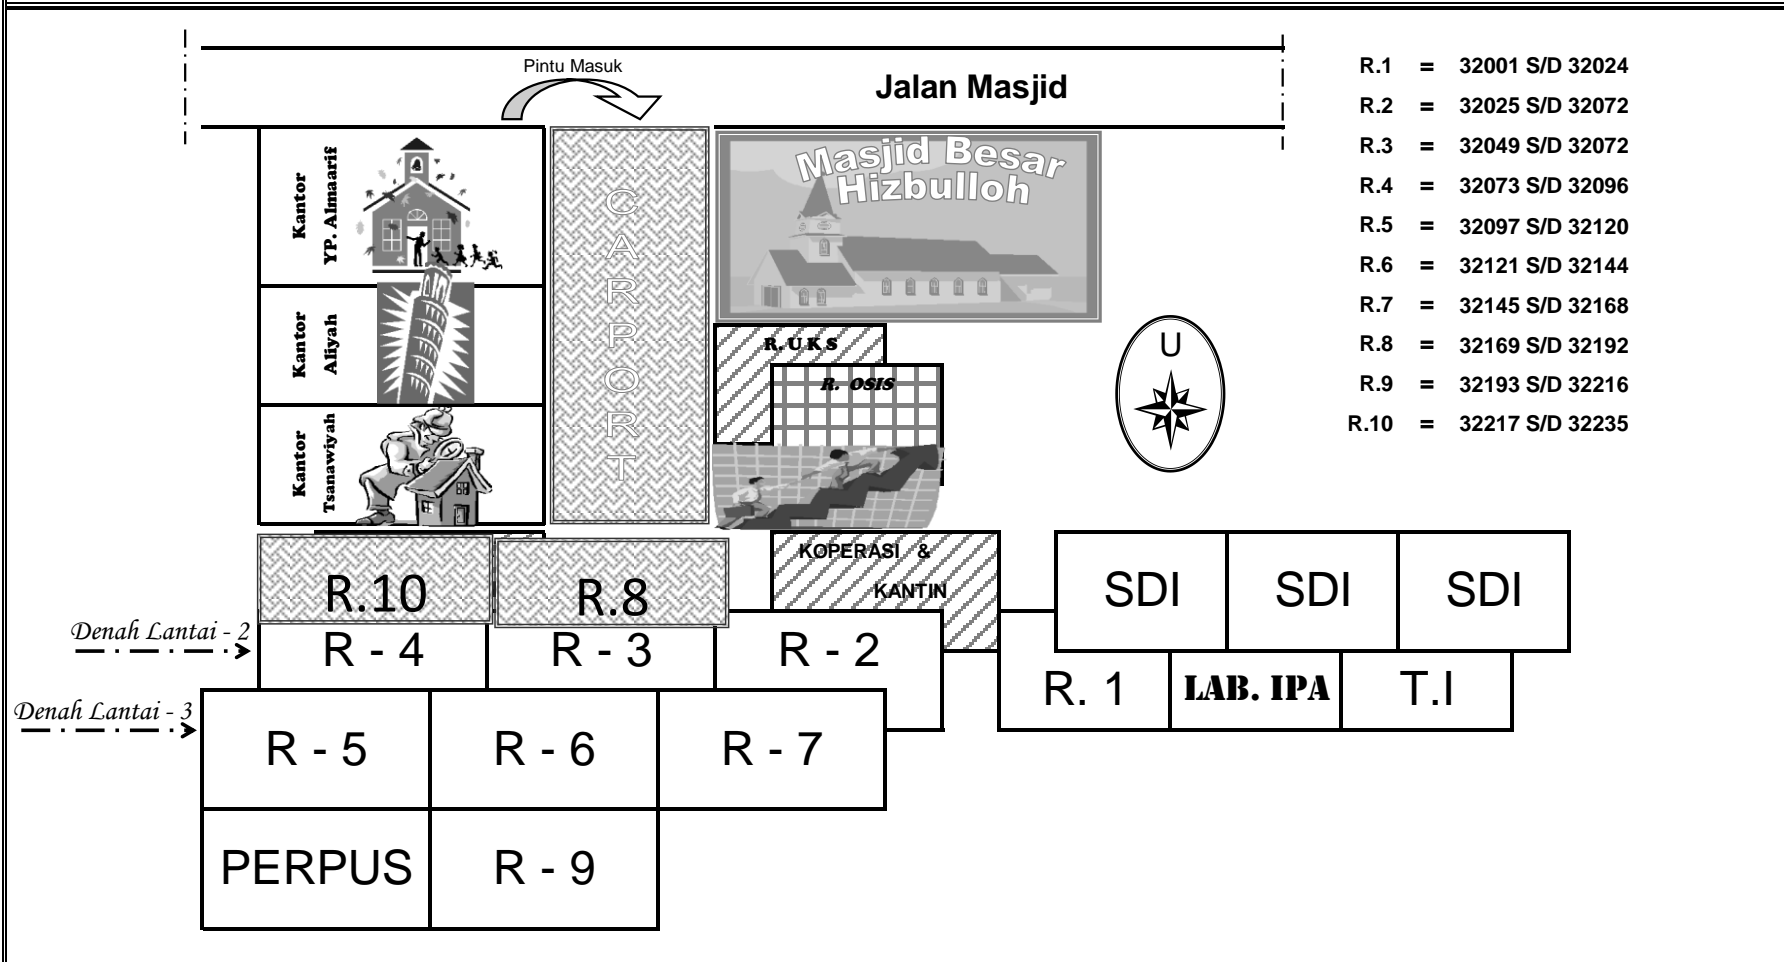 Pintu Masuk
Jalan Masjid
R.1 = 32001 S/D 32024
R.2 = 32025 S/D 32072
R.3 = 32049 S/D 32072
R.4 = 32073 S/D 32096
R.5 = 32097 S/D 32120
R.6 = 32121 S/D 32144
R.7 = 32145 S/D 32168
R.8 = 32169 S/D 32192
R.9 = 32193 S/D 32216
R.10 = 32217 S/D 32235
Kantor
YP. Almaarif
Kantor
Aliyah
Kantor
Tsanawiyah
CARPORT
Masjid Besar
Hizbulloh
R. U K S
R. OSIS
U
KOPERASI &
KANTIN
SDI
SDI
SDI
R.10
R.8
Denah Lantai - 2
R - 4
R - 3
R - 2
R. 1
LAB. IPA
T.I
Denah Lantai - 3
R - 5
R - 6
R - 7
PERPUS
R - 9